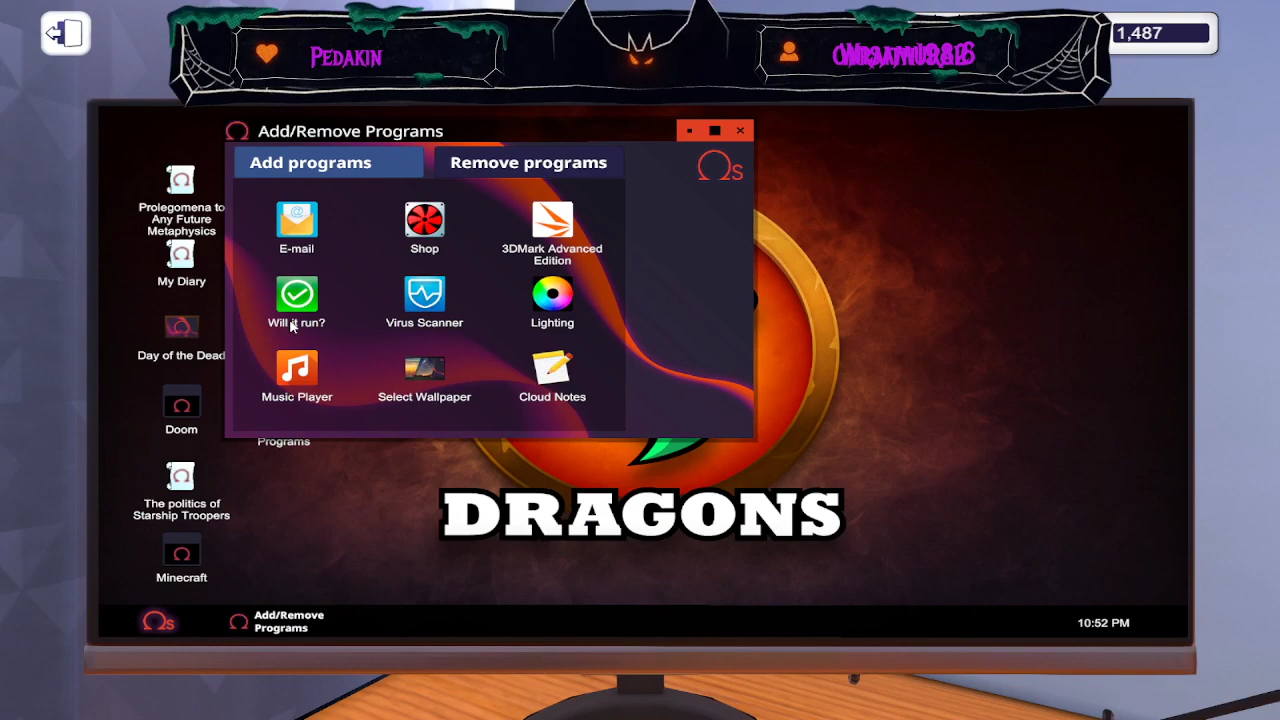 1,487
Pedakin
Add/Remove Programs
Add programs
Remove programs
Ωs
E-mail
Shop
3DMark Advanced
Edition
Will it run?
Virus Scanner
Lighting
Music Player
Select Wallpaper
Cloud Notes
Prolegomena to
Any Future
Metaphysics
My Diary
Day of the Dead
Doom
Programs
The politics of
Starship Troopers
Minecraft
DRAGONS
Ωs
Add/Remove
Programs
10:52 PM